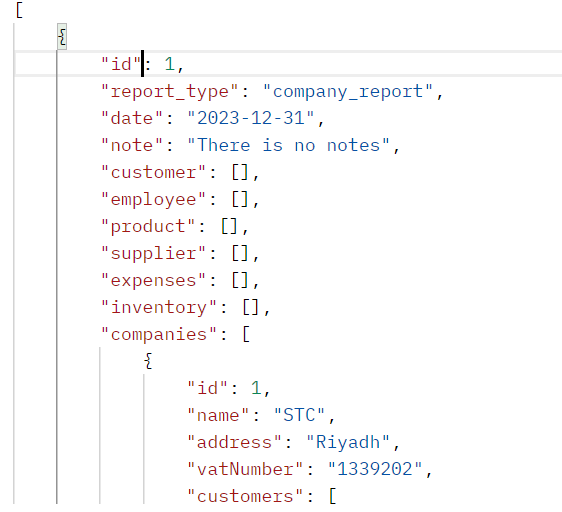 [
{
"id": 1,
"report_type": "company_report",
"date": "2023-12-31",
"note": "There is no notes",
"customer": [],
"employee": [],
"product": [],
"supplier": [],
"expenses": [],
"inventory": [],
"companies": [
{
"id": 1,
"name": "STC",
"address": "Riyadh",
"vatNumber": "1339202",
"customers": [